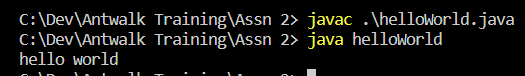 C:\Dev\Antwalk Training\Assn 2> javac .\helloWorld.java
C:\Dev\Antwalk Training\Assn 2> java helloWorld
hello world